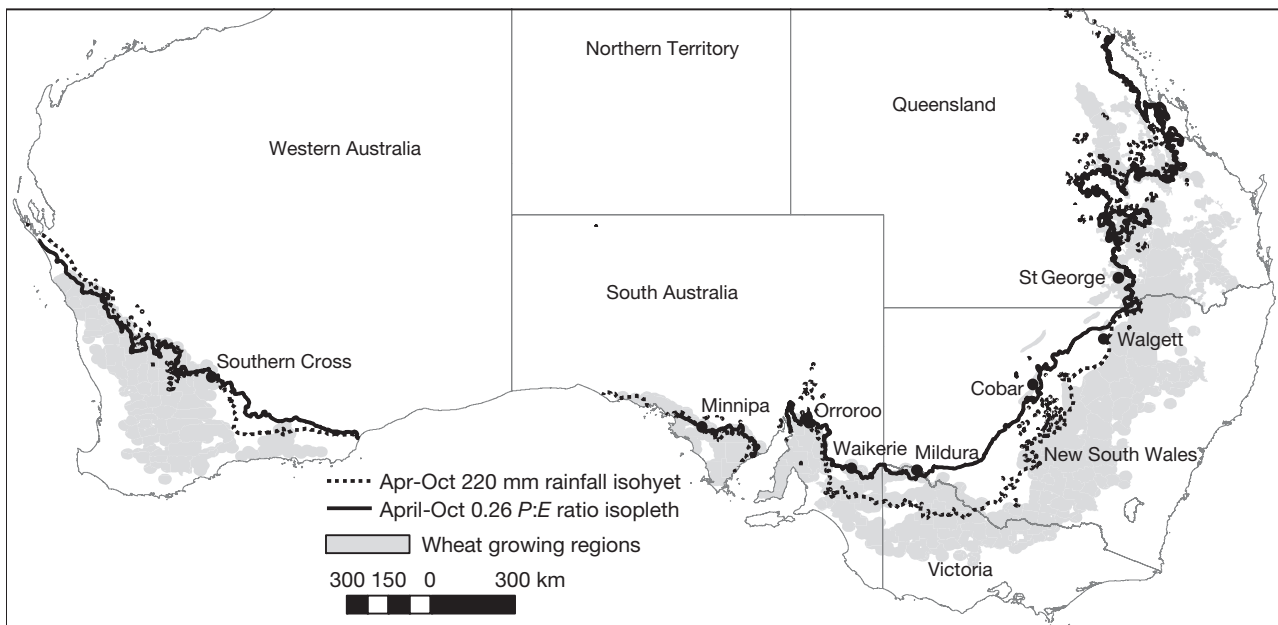 Northern Territory
Queensland
Western Australia
St George
South Australia
Walgett
Southern Cross
Cobar
Minnipa
Orroroo
Waikerie
Mildura
New South Wales
Apr-Oct 220 mm rainfall isohyet
April-Oct 0.26 P:E ratio isopleth
Wheat growing regions
Victoria
300 150 0 300 km